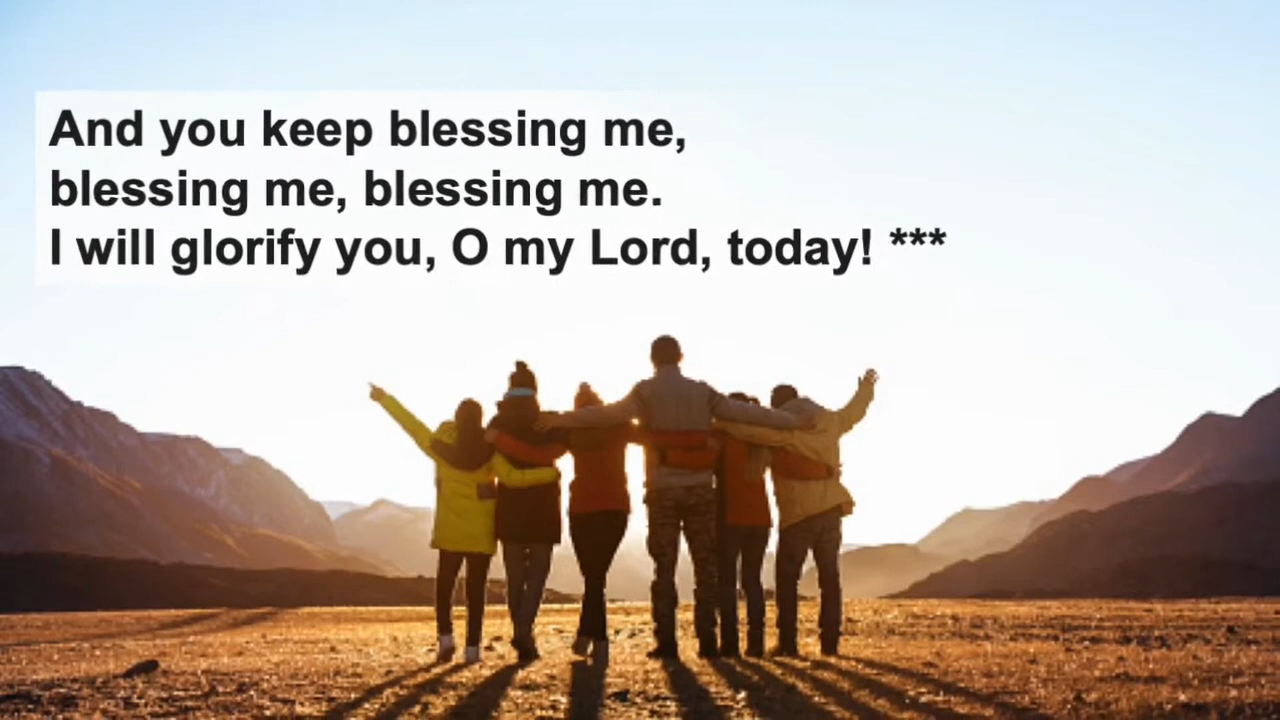 And you keep blessing me,
blessing me, blessing me.
I will glorify you, O my Lord, today! ***